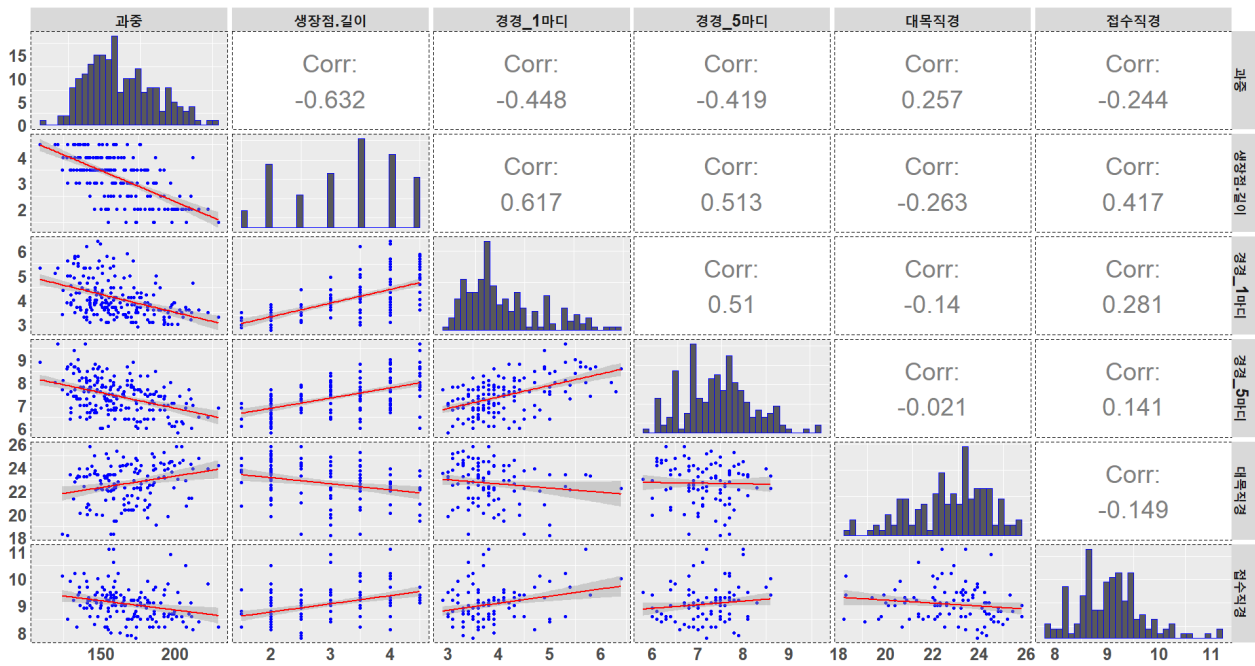 과중 생장점.길이 경경_1마디 경경_5마디 대목직경 접수직경
15
10
5
0
Corr:
-0.632
Corr:
-0.448
Corr:
-0.419
Corr:
0.257
Corr:
-0.244
과중
4
3
2
Corr:
0.617
Corr:
0.513
Corr:
-0.263
Corr:
0.417
생장점.길이
6
5
4
3
Corr:
0.51
Corr:
-0.14
Corr:
0.281
경경_1마디
9
8
7
6
Corr:
-0.021
Corr:
0.141
경경_5마디
26
24
22
20
18
Corr:
-0.149
대목직경
11
10
9
8
접수직경
150 200 2 3 4 3 4 5 6 6 7 8 9 18 20 22 24 26 8 9 10 11